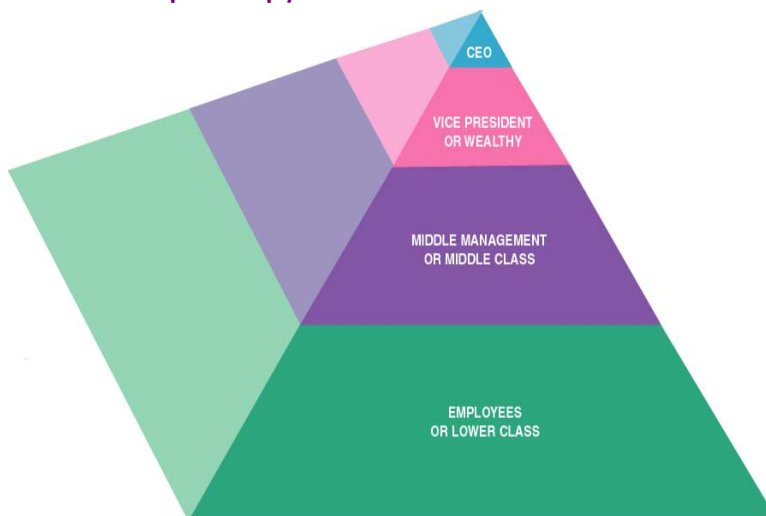 CEO
VICE PRESIDENT
OR WEALTHY
MIDDLE MANAGEMENT
OR MIDDLE CLASS
EMPLOYEES
OR LOWER CLASS